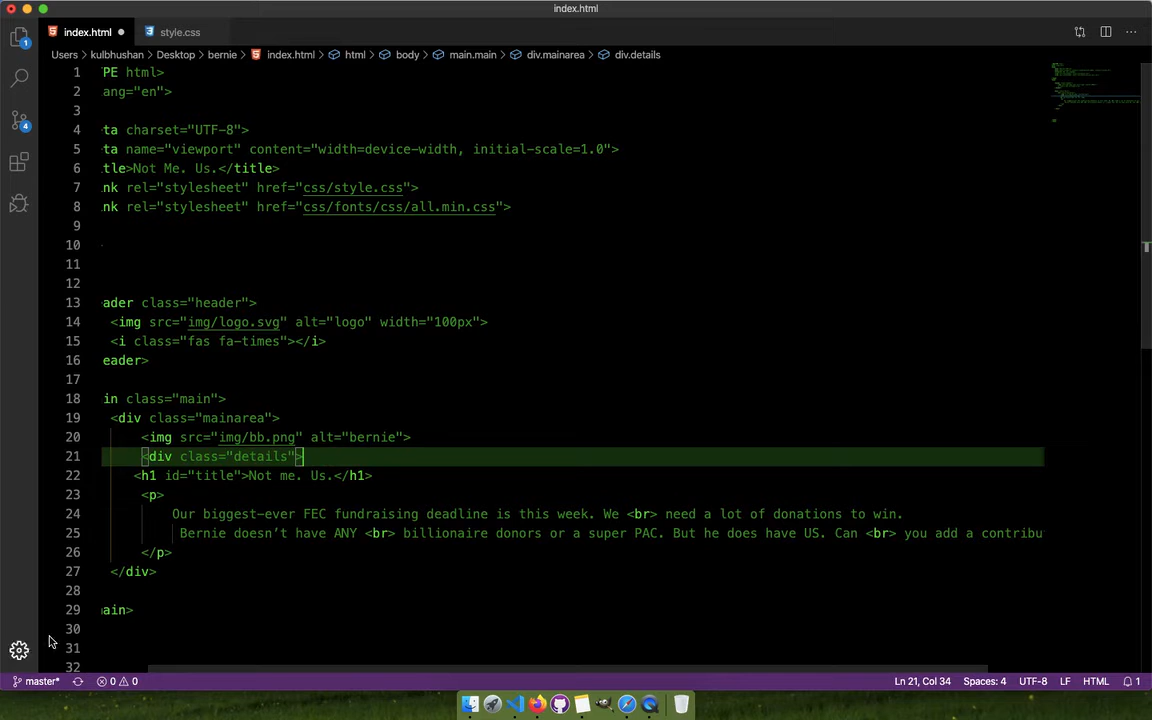 index.html
index.html
style.css
Users
kulbhushan
Desktop
bernie
index.html
html
body
main.main
div.mainarea
div.details
1
4
1 PE html>
2 ang="en">
3
4 ta charset="UTF-8">
5 ta name="viewport" content="width=device-width, initial-scale=1.0">
6 tle>Not Me. Us.</title>
7 nk rel="stylesheet" href="css/style.css">
8 nk rel="stylesheet" href="css/fonts/css/all.min.css">
9
10
11
12
13 eader class="header">
14 <img src="img/logo.svg" alt="logo" width="100px">
15 <i class="fas fa-times"></i>
16 eader>
17
18 in class="main">
19 <div class="mainarea">
20 <img src="img/bb.png" alt="bernie">
21 <div class="details">
22 <h1 id="title">Not me. Us.</h1>
23 <p>
24 Our biggest-ever FEC fundraising deadline is this week. We <br> need a lot of donations to win.
25 Bernie doesn’t have ANY <br> billionaire donors or a super PAC. But he does have US. Can <br> you add a contribu
26 </p>
27 </div>
28
29 ain>
30
31
32
master*
0
0
Ln 21, Col 34
Spaces: 4
UTF-8
LF
HTML
1